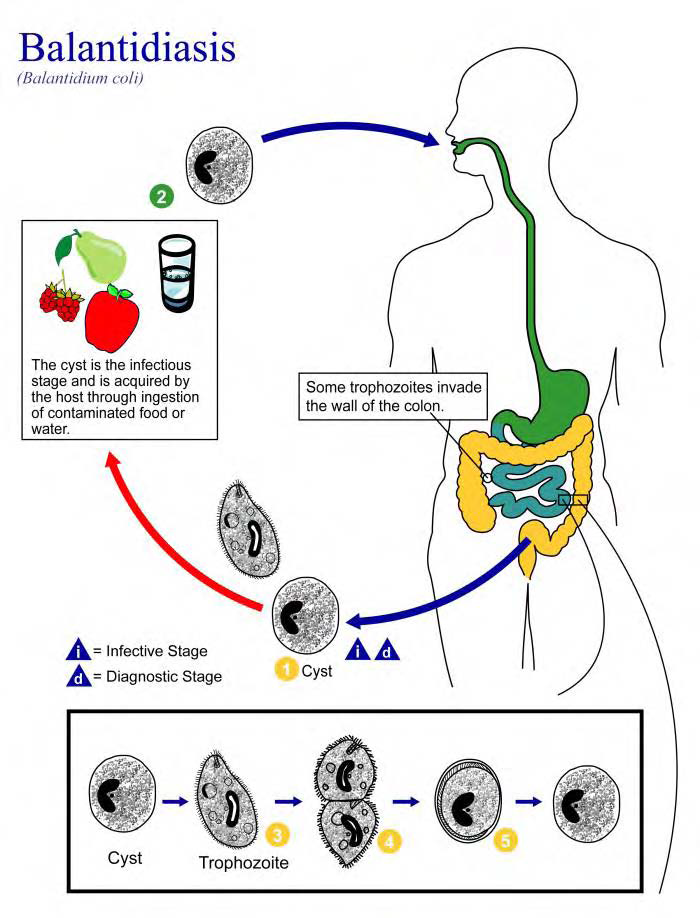 Balantidiasis
(Balantidium coli)
2
The cyst is the infectious
stage and is acquired by
the host through ingestion
of contaminated food or
water.
Some trophozoites invade
the wall of the colon.
i = Infective Stage
d = Diagnostic Stage
i d
1 Cyst
Cyst
Trophozoite
3
4
5